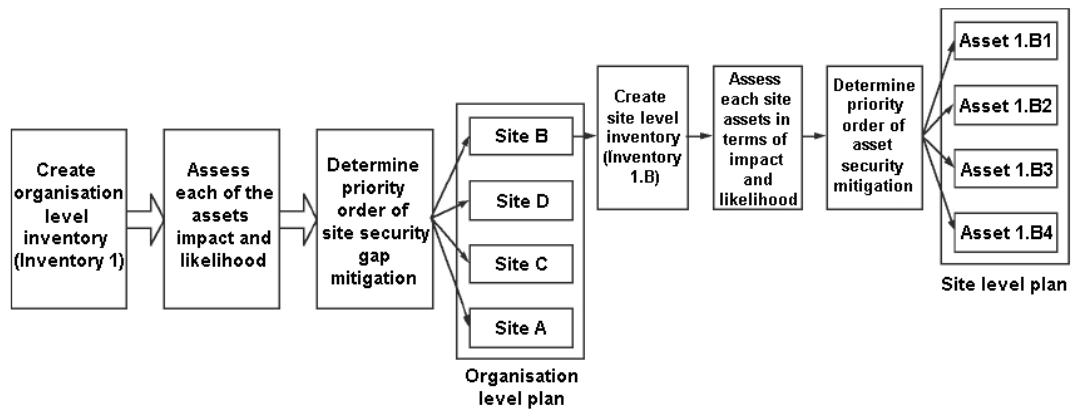 Create
organisation
level
inventory
(Inventory 1)
Assess
each of the
assets
impact and
likelihood
Determine
priority
order of
site security
gap
mitigation
Site B
Site D
Site C
Site A
Organisation
level plan
Create
site level
inventory
(Inventory
1.B)
Assess
each site
assets in
terms of
impact
and
likelihood
Determine
priority
order of
asset
security
mitigation
Asset 1.B1
Asset 1.B2
Asset 1.B3
Asset 1.B4
Site level plan